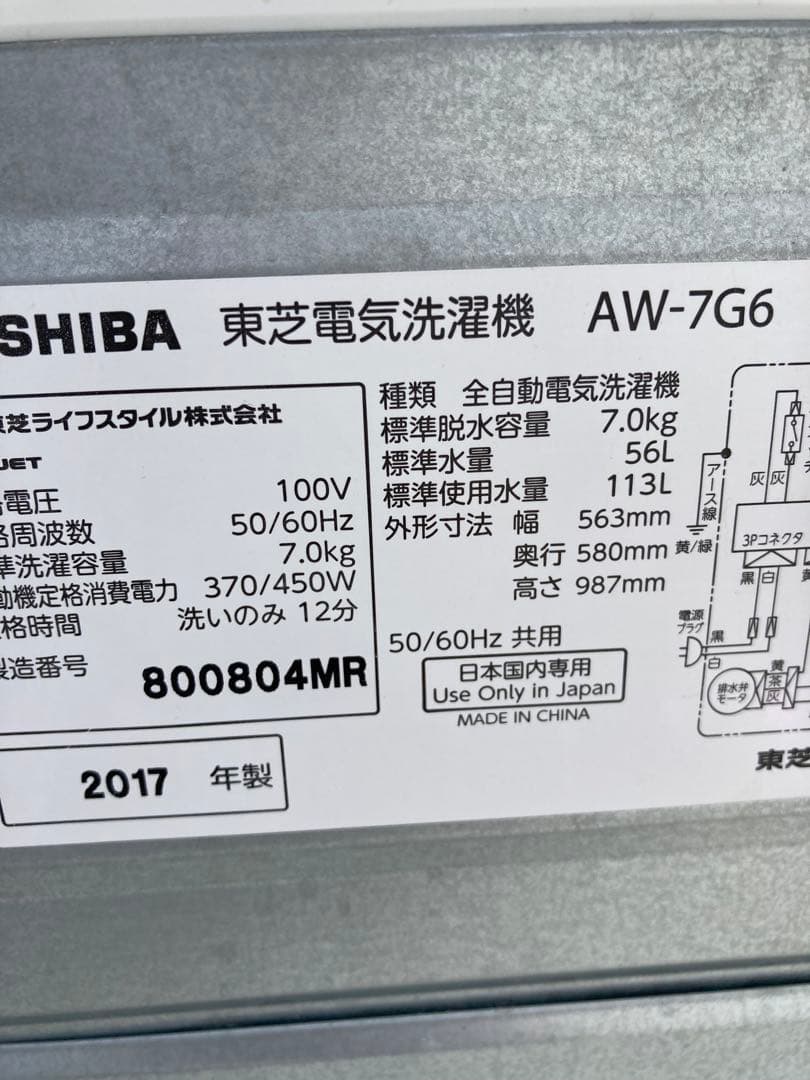 SHIBA 東芝電気洗濯機 AW-7G6
芝ライフスタイル株式会社
JET
電圧 100V
周波数 50/60Hz
洗濯容量 7.0kg
動機定格消費電力 370/450W
格時間 洗いのみ 12分
製造番号 800804MR
2017 年製
種類 全自動電気洗濯機
標準脱水容量 7.0kg
標準水量 56L
標準使用水量 113L
外形寸法 幅 563mm
奥行 580mm
高さ 987mm
50/60Hz 共用
日本国内専用
Use Only in Japan
MADE IN CHINA
アース線
黄/緑
灰 灰
3Pコネクタ
黒 白
電源
プラグ
黒
白
排水弁
モータ
黄
茶
灰
東芝